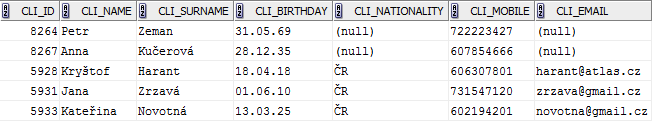 CLI_ID CLI_NAME CLI_SURNAME CLI_BIRTHDAY CLI_NATIONALITY CLI_MOBILE CLI_EMAIL
8264 Petr Zeman 31.05.69 (null) 722223427 (null)
8267 Anna Kučerová 28.12.35 (null) 607854666 (null)
5928 Kryštof Harant 18.04.18 ČR 606307801 harant@atlas.cz
5931 Jana Zrzavá 01.06.10 ČR 731547120 zrzava@gmail.cz
5933 Kateřina Novotná 13.03.25 ČR 602194201 novotna@gmail.cz